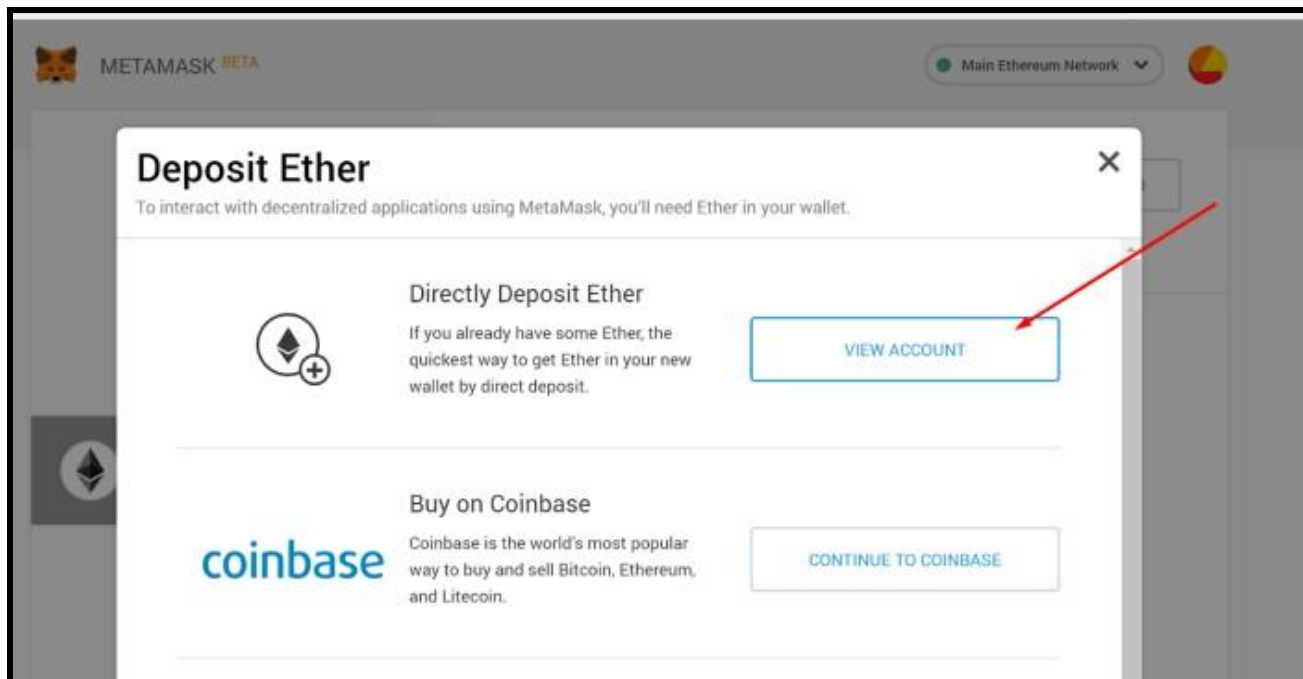 METAMASK BETA
Main Ethereum Network
Deposit Ether
To interact with decentralized applications using MetaMask, you'll need Ether in your wallet.
Directly Deposit Ether
If you already have some Ether, the
quickest way to get Ether in your new
wallet by direct deposit.
VIEW ACCOUNT
coinbase
Buy on Coinbase
Coinbase is the world's most popular
way to buy and sell Bitcoin, Ethereum,
and Litecoin.
CONTINUE TO COINBASE